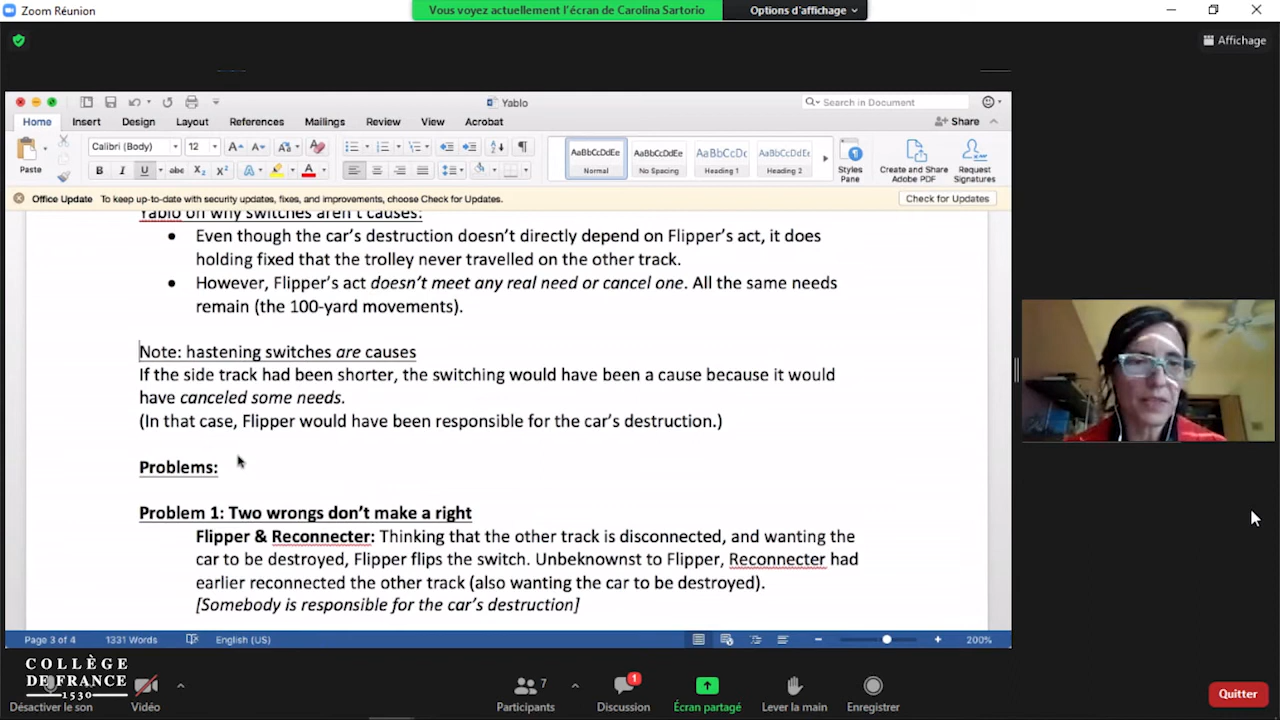 Zoom Réunion
Vous voyez actuellement l'écran de Carolina Sartorio
Options d'affichage
Affichage
Yablo
Search in Document
Home Insert Design Layout References Mailings Review View Acrobat
Share
Paste
Calibri (Body) 12
AaBbCcDdEe AaBbCcDdEe AaBbCcDc AaBbCcDdEe
Normal No Spacing Heading 1 Heading 2
Styles Pane
Create and Share Adobe PDF
Request Signatures
Office Update To keep up-to-date with security updates, fixes, and improvements, choose Check for Updates.
Check for Updates
Yablo on why switches aren't causes:
• Even though the car's destruction doesn't directly depend on Flipper's act, it does
holding fixed that the trolley never travelled on the other track.
• However, Flipper's act doesn't meet any real need or cancel one. All the same needs
remain (the 100-yard movements).
Note: hastening switches are causes
If the side track had been shorter, the switching would have been a cause because it would
have canceled some needs.
(In that case, Flipper would have been responsible for the car's destruction.)
Problems:
Problem 1: Two wrongs don't make a right
Flipper & Reconnecter: Thinking that the other track is disconnected, and wanting the
car to be destroyed, Flipper flips the switch. Unbeknownst to Flipper, Reconnecter had
earlier reconnected the other track (also wanting the car to be destroyed).
[Somebody is responsible for the car's destruction]
Page 3 of 4 1331 Words English (US) 200%
COLLÈGE
DE FRANCE
1530
Désactiver le son
Vidéo
7
Participants
1
Discussion
Écran partagé
Lever la main
Enregistrer
Quitter